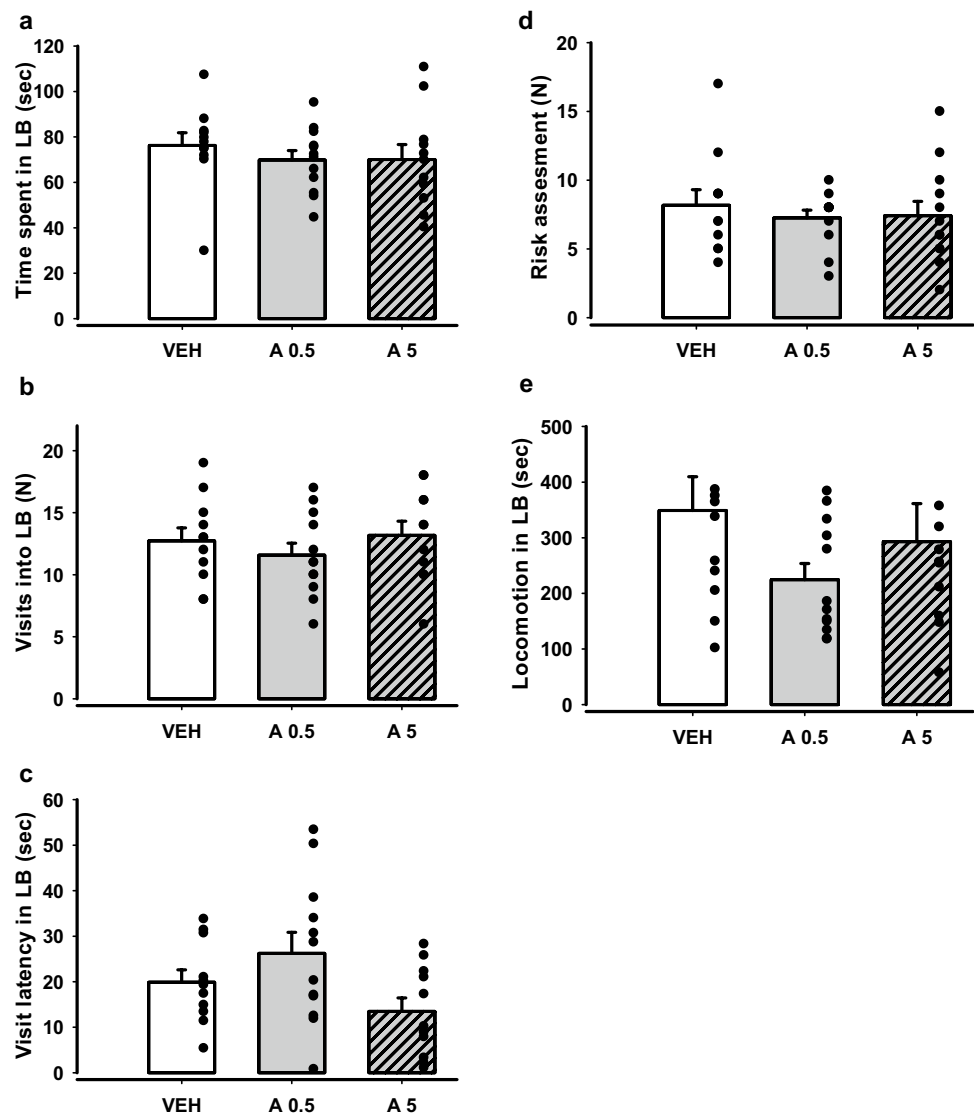 a
Time spent in LB (sec)
120
100
80
60
40
20
0
VEH A 0.5 A 5
b
Visits into LB (N)
20
15
10
5
0
VEH A 0.5 A 5
c
Visit latency in LB (sec)
60
50
40
30
20
10
0
VEH A 0.5 A 5
d
Risk assesment (N)
20
15
10
5
0
VEH A 0.5 A 5
e
Locomotion in LB (sec)
500
400
300
200
100
0
VEH A 0.5 A 5